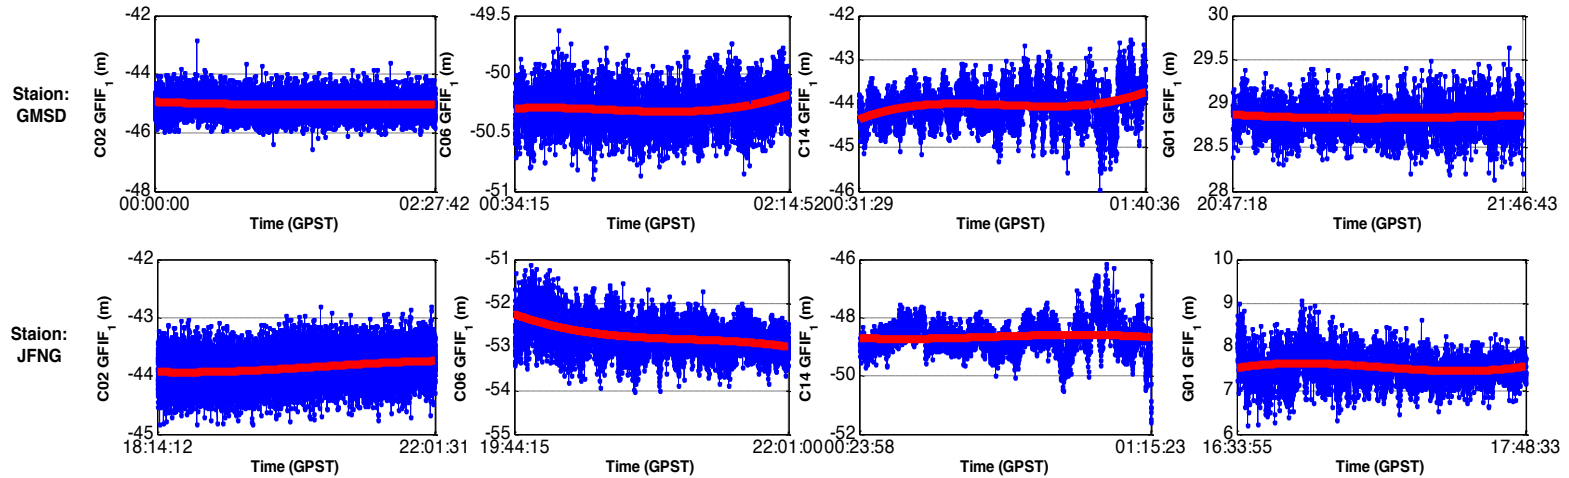 Staion:
GMSD
C02 GFIF1 (m)
-42
-44
-46
-48
00:00:00
02:27:42
Time (GPST)
C06 GFIF1 (m)
-49.5
-50
-50.5
-51
00:34:15
02:14:52
Time (GPST)
C14 GFIF1 (m)
-42
-43
-44
-45
-46
00:31:29
01:40:36
Time (GPST)
G01 GFIF1 (m)
30
29.5
29
28.5
28
20:47:18
21:46:43
Time (GPST)
Staion:
JFNG
C02 GFIF1 (m)
-42
-43
-44
-45
18:14:12
22:01:31
Time (GPST)
C06 GFIF1 (m)
-51
-52
-53
-54
-55
19:44:15
22:01:00
Time (GPST)
C14 GFIF1 (m)
-46
-48
-50
-52
00:23:58
01:15:23
Time (GPST)
G01 GFIF1 (m)
10
9
8
7
6
16:33:55
17:48:33
Time (GPST)